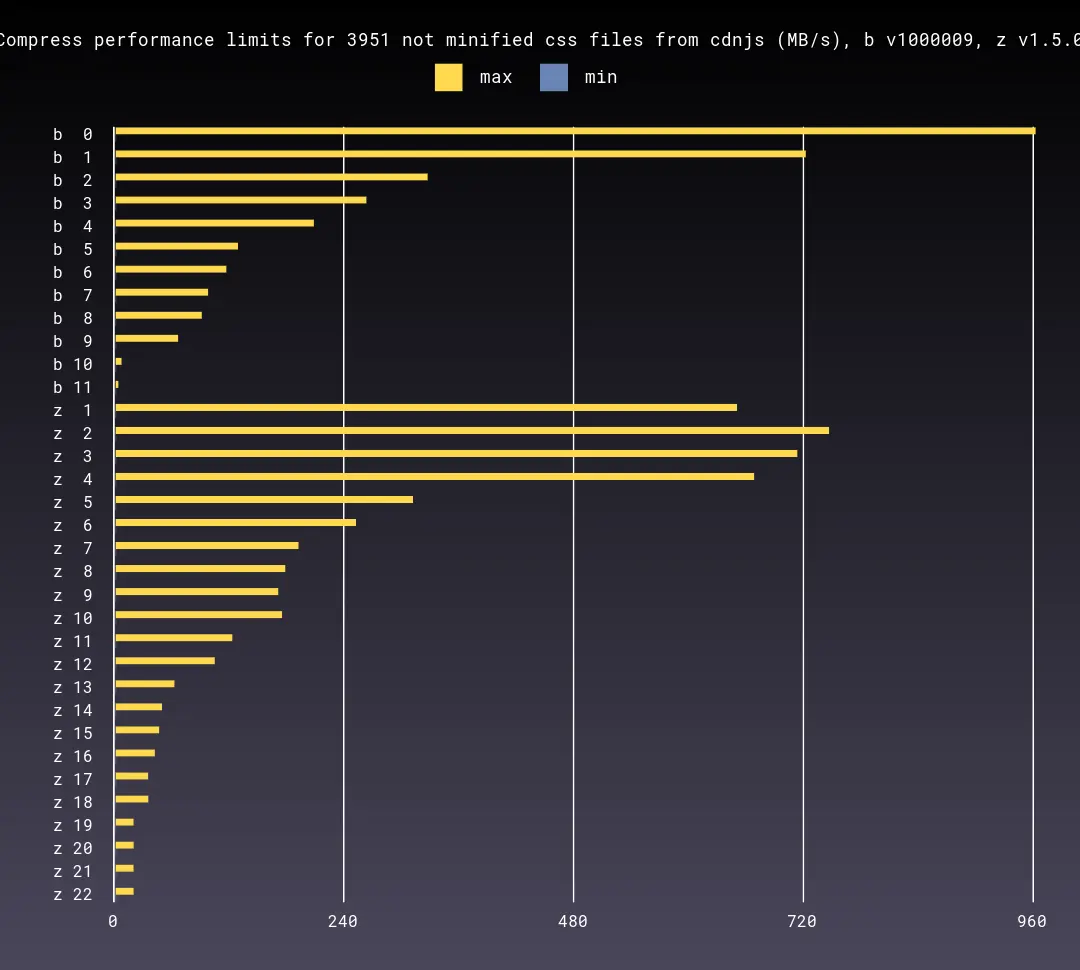 Compress performance limits for 3951 not minified css files from cdnjs (MB/s), b v1000009, z v1.5.0
max min
b 0
b 1
b 2
b 3
b 4
b 5
b 6
b 7
b 8
b 9
b 10
b 11
z 1
z 2
z 3
z 4
z 5
z 6
z 7
z 8
z 9
z 10
z 11
z 12
z 13
z 14
z 15
z 16
z 17
z 18
z 19
z 20
z 21
z 22
0 240 480 720 960